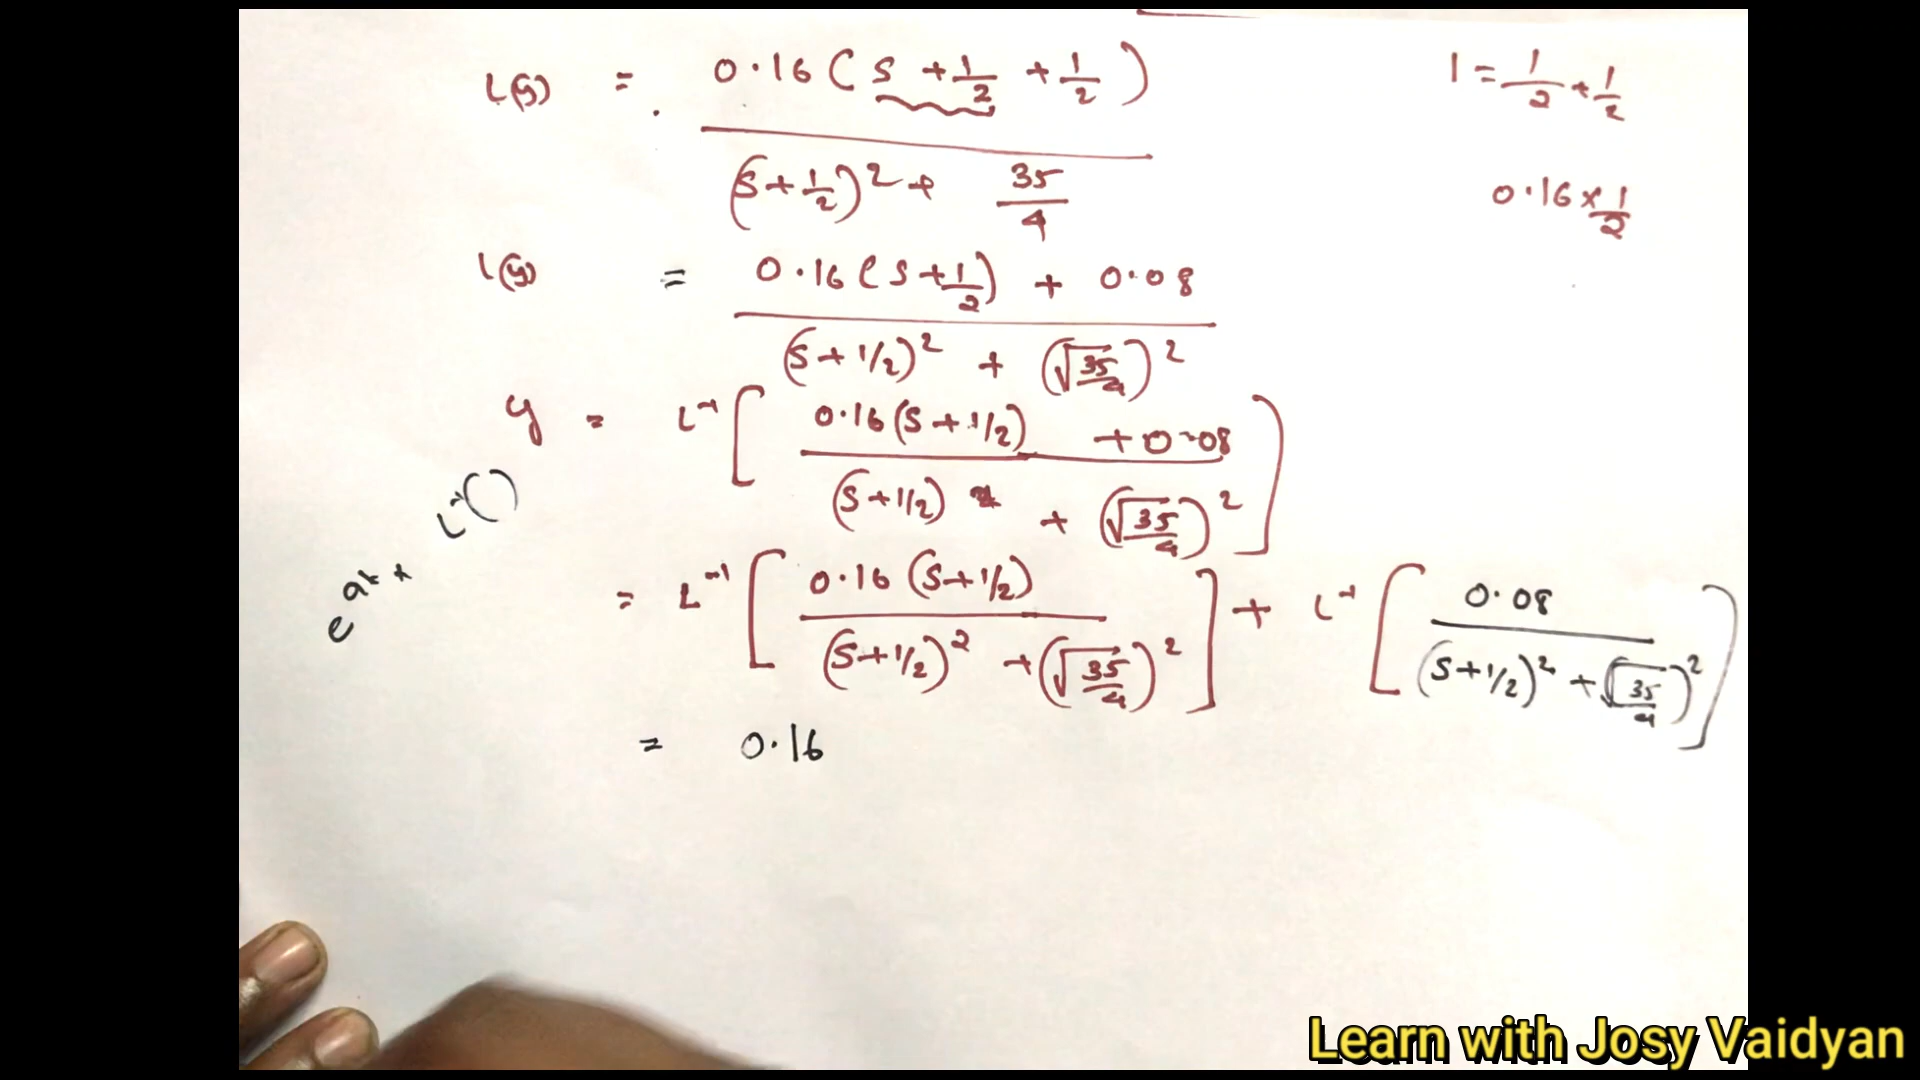 L(y) = 0.16 ( s + 1/2 + 1/2 ) / (s + 1/2)² + 35/4
1 = 1/2 + 1/2
0.16 × 1/2
L(y) = 0.16 ( s + 1/2 ) + 0.08 / (s + 1/2)² + (√35/4)²
y = L⁻¹ [ 0.16 (s + 1/2) + 0.08 / (s + 1/2)² + (√35/4)² ]
= L⁻¹ [ 0.16 (s + 1/2) / (s + 1/2)² + (√35/4)² ] + L⁻¹ [ 0.08 / (s + 1/2)² + (√35/4)² ]
L⁻¹( )
= 0.16
Learn with Josy Vaidyan